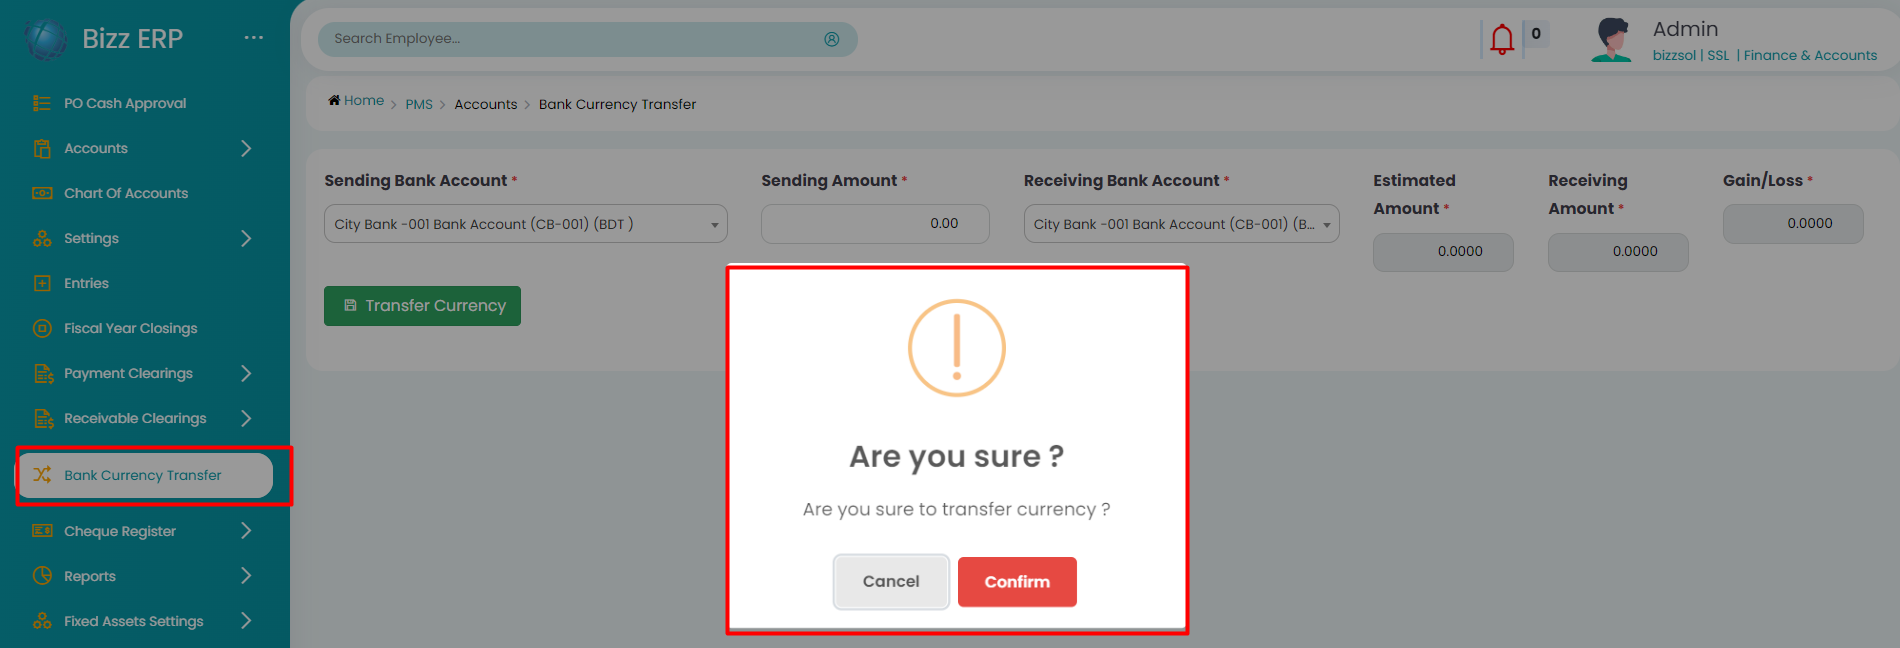 Bizz ERP
PO Cash Approval
Accounts
Chart Of Accounts
Settings
Entries
Fiscal Year Closings
Payment Clearings
Receivable Clearings
Bank Currency Transfer
Cheque Register
Reports
Fixed Assets Settings
Search Employee...
0
Admin
bizzsol | SSL | Finance & Accounts
Home > PMS > Accounts > Bank Currency Transfer
Sending Bank Account *
City Bank -001 Bank Account (CB-001) (BDT )
Sending Amount *
0.00
Receiving Bank Account *
City Bank -001 Bank Account (CB-001) (B...
Estimated
Amount *
0.0000
Receiving
Amount *
0.0000
Gain/Loss *
0.0000
Transfer Currency
Are you sure ?
Are you sure to transfer currency ?
Cancel
Confirm